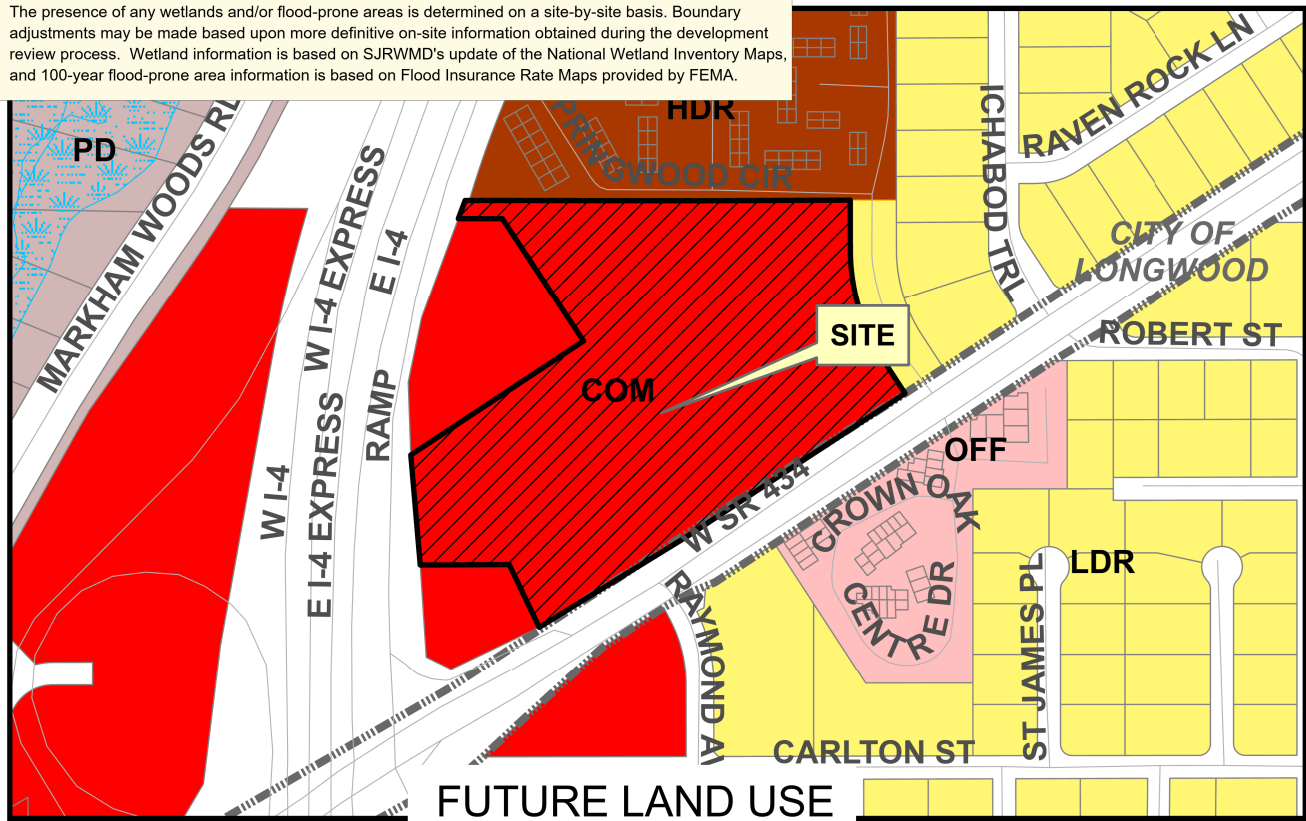 The presence of any wetlands and/or flood-prone areas is determined on a site-by-site basis. Boundary
adjustments may be made based upon more definitive on-site information obtained during the development
review process.  Wetland information is based on SJRWMD's update of the National Wetland Inventory Maps,
and 100-year flood-prone area information is based on Flood Insurance Rate Maps provided by FEMA.
HDR
PD
MARKHAM WOODS RD
PRINGWOOD CIR
ICHABOD TRL
RAVEN ROCK LN
W I-4 EXPRESS
E I-4
CITY OF
LONGWOOD
SITE
ROBERT ST
COM
RAMP
W I-4
E I-4 EXPRESS
OFF
W SR 434
CROWN OAK
CENTRE DR
LDR
RAYMOND A
ST JAMES PL
CARLTON ST
FUTURE LAND USE